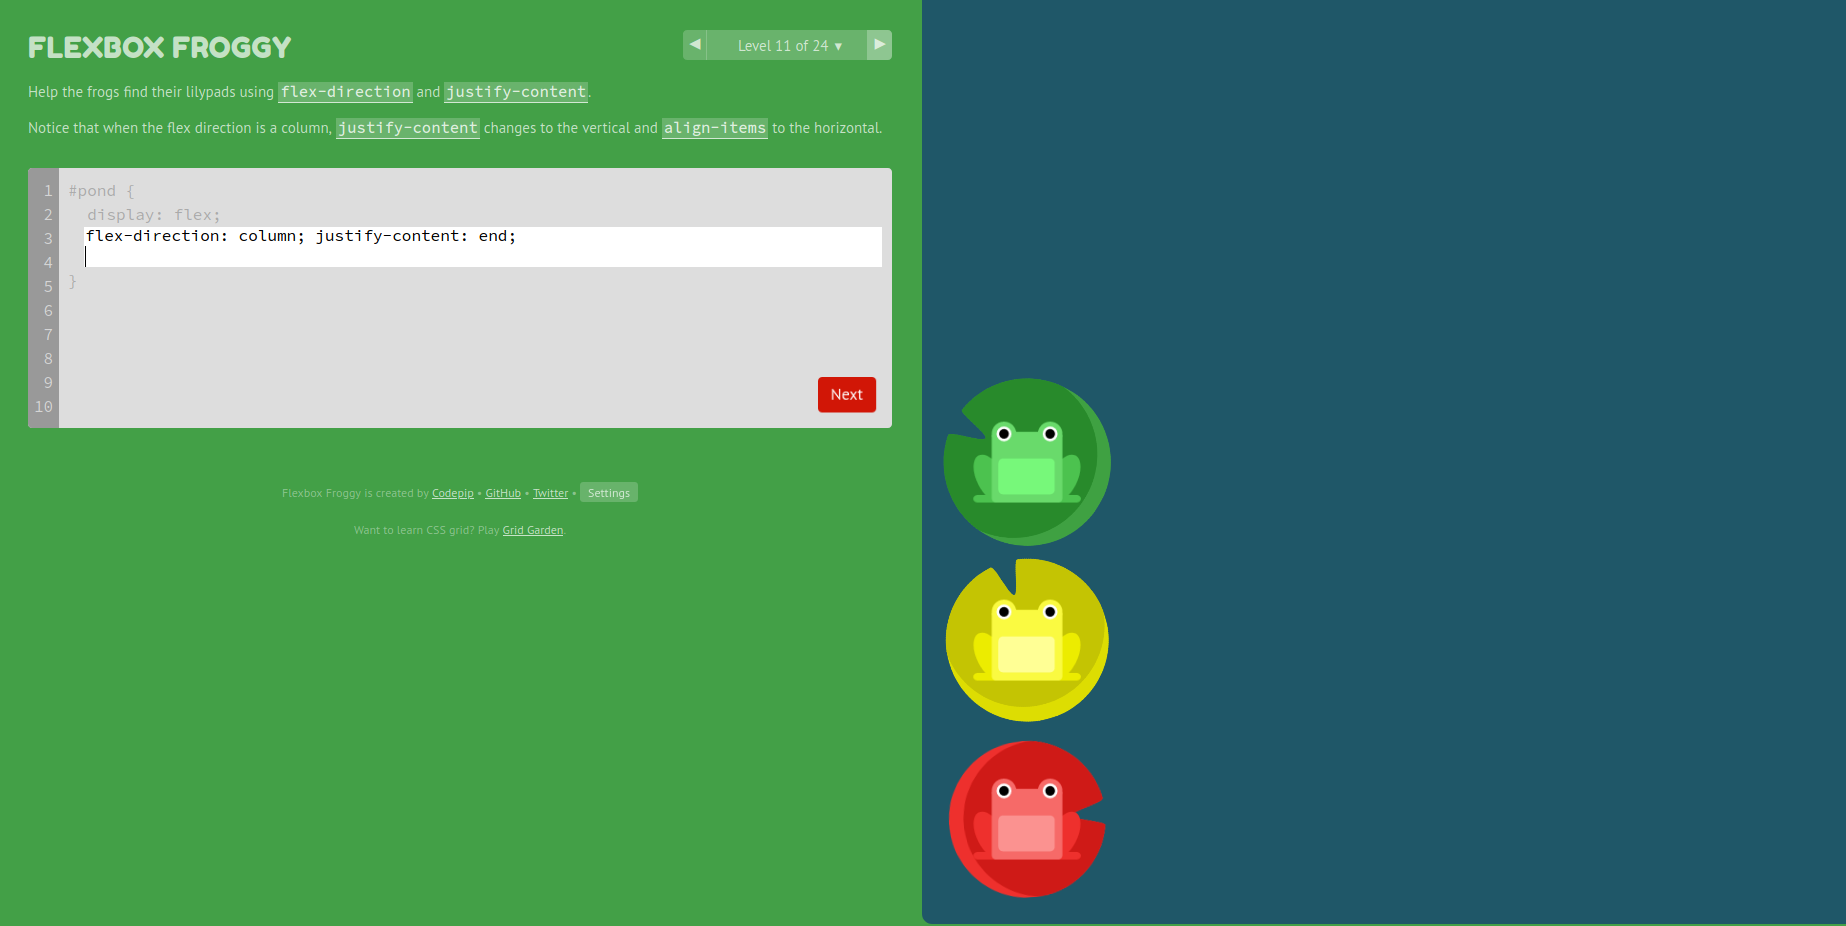 FLEXBOX FROGGY
◀ Level 11 of 24 ▾ ▶
Help the frogs find their lilypads using flex-direction and justify-content.
Notice that when the flex direction is a column, justify-content changes to the vertical and align-items to the horizontal.
1 #pond {
2 display: flex;
3 flex-direction: column; justify-content: end;
4
5 }
6
7
8
9
10
Next
Flexbox Froggy is created by Codepip • GitHub • Twitter • Settings
Want to learn CSS grid? Play Grid Garden.